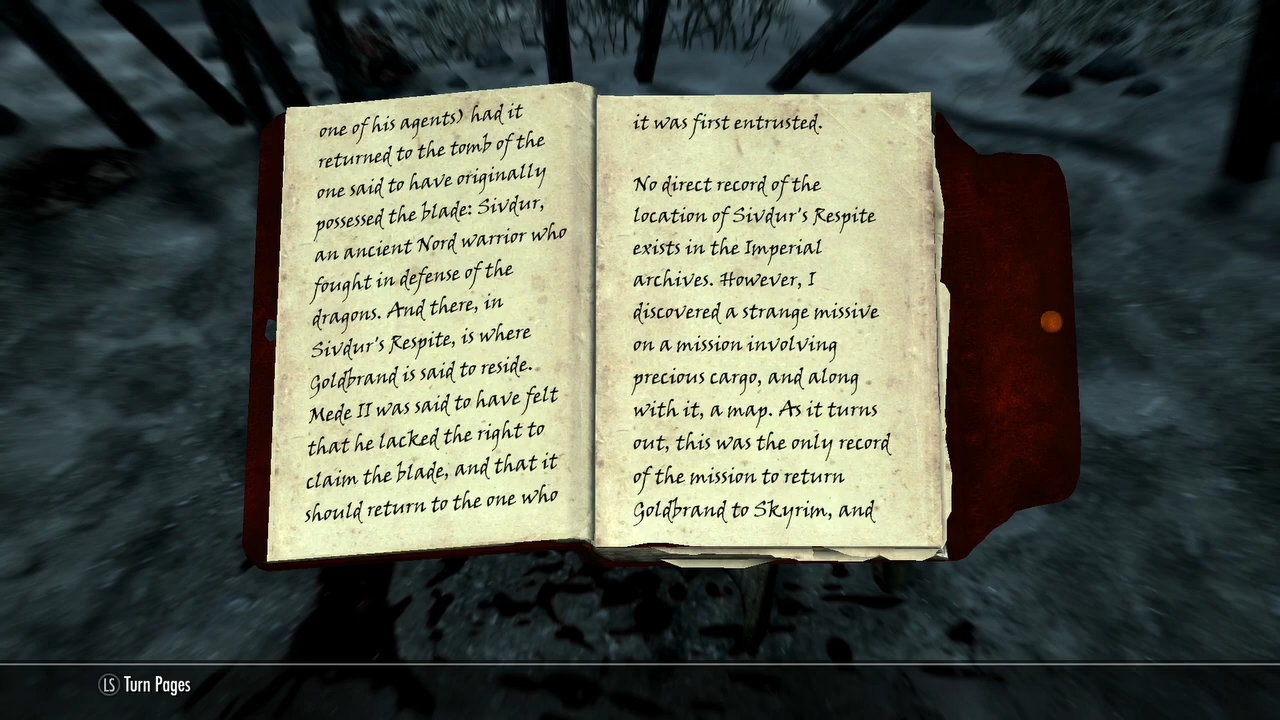 one of his agents) had it
returned to the tomb of the
one said to have originally
possessed the blade: Sivdur,
an ancient Nord warrior who
fought in defense of the
dragons. And there, in
Sivdur's Respite, is where
Goldbrand is said to reside.
Mede II was said to have felt
that he lacked the right to
claim the blade, and that it
should return to the one who
it was first entrusted.
No direct record of the
location of Sivdur's Respite
exists in the Imperial
archives. However, I
discovered a strange missive
on a mission involving
precious cargo, and along
with it, a map. As it turns
out, this was the only record
of the mission to return
Goldbrand to Skyrim, and
LS Turn Pages